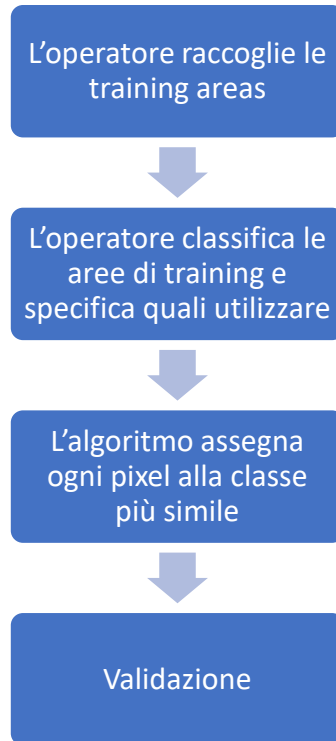 L’operatore raccoglie le
training areas
L’operatore classifica le
aree di training e
specifica quali utilizzare
L’algoritmo assegna
ogni pixel alla classe
più simile
Validazione